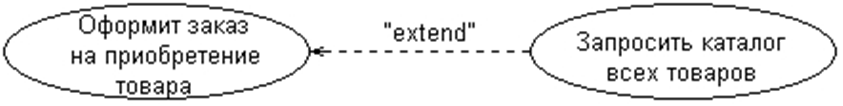 Оформит заказ
на приобретение
товара
"extend"
Запросить каталог
всех товаров